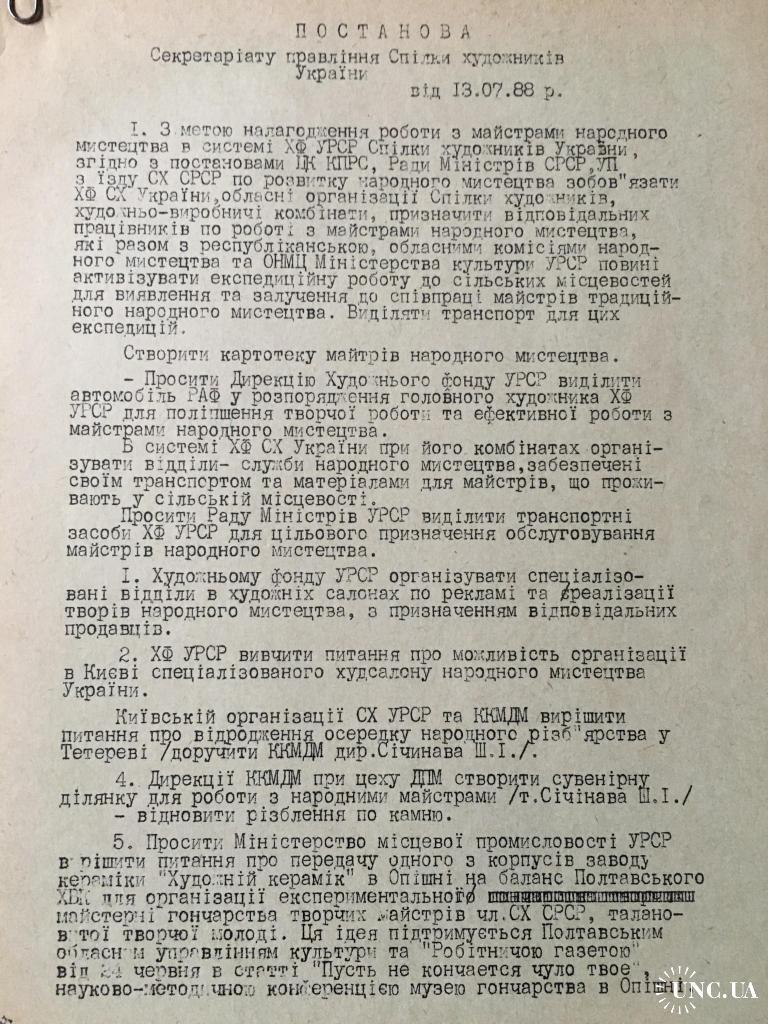 ПОСТАНОВА
Секретаріату правління Спілки художників
України
від 13.07.88 р.
І. З метою налагодження роботи з майстрами народного
мистецтва в системі ХФ УРСР Спілки художників України,
згідно з постановами ЦК КПРС, Ради Міністрів СРСР, УП
з їзду СХ СРСР по розвитку народного мистецтва зобов"язати
ХФ СХ України,обласні організації Спілки художників,
художньо-виробничі комбінати, призначити відповідальних
працівників по роботі з майстрами народного мистецтва,
які разом з республіканською, обласними комісіями народ-
ного мистецтва та ОНМЦ Міністерства культури УРСР повині
активізувати експедиційну роботу до сільських місцевостей
для виявлення та залучення до співпраці майстрів традицій-
ного народного мистецтва. Виділяти транспорт для цих
експедицій.
Створити картотеку майтрів народного мистецтва.
- Просити Дирекцію Художнього фонду УРСР виділити
автомобіль РАФ у розпорядження головного художника ХФ
УРСР для поліпшення творчої роботи та ефективної роботи з
майстрами народного мистецтва.
В системі ХФ СХ України при його комбінатах органі-
зувати відділи- служби народного мистецтва,забезпечені
своїм транспортом та матеріалами для майстрів, що прожи-
вають у сільській місцевості.
Просити Раду Міністрів УРСР виділити транспортні
засоби ХФ УРСР для цільового призначення обслуговування
майстрів народного мистецтва.
І. Художньому фонду УРСР організувати спеціалізо-
вані відділи в художніх салонах по рекламі та реалізації
творів народного мистецтва, з призначенням відповідальних
продавців.
2. ХФ УРСР вивчити питання про можливість організації
в Києві спеціалізованого худсалону народного мистецтва
України.
Київській організації СХ УРСР та ККМДМ вирішити
питання про відродження осередку народного різб"ярства у
Тетереві /доручити ККМДМ дир.Січинава Ш.І./.
4. Дирекції ККМДМ при цеху ДПМ створити сувенірну
ділянку для роботи з народними майстрами /т.Січінава Ш.І./
- відновити різблення по камню.
5. Просити Міністерство місцевої промисловості УРСР
вирішити питання про передачу одного з корпусів заводу
кераміки "Художній керамік" в Опішні на баланс Полтавського
ХВК для організації експериментального
майстерні гончарства творчих майстрів чл.СХ СРСР, талано-
витої творчої молоді. Ця ідея підтримується Полтавським
обласним управлінням культури та "Робітничою газетою"
від 24 червня в статті "Пусть не кончается чуло твое",
науково-методичною конференцією музею гончарства в Опішні,
UNC.UA